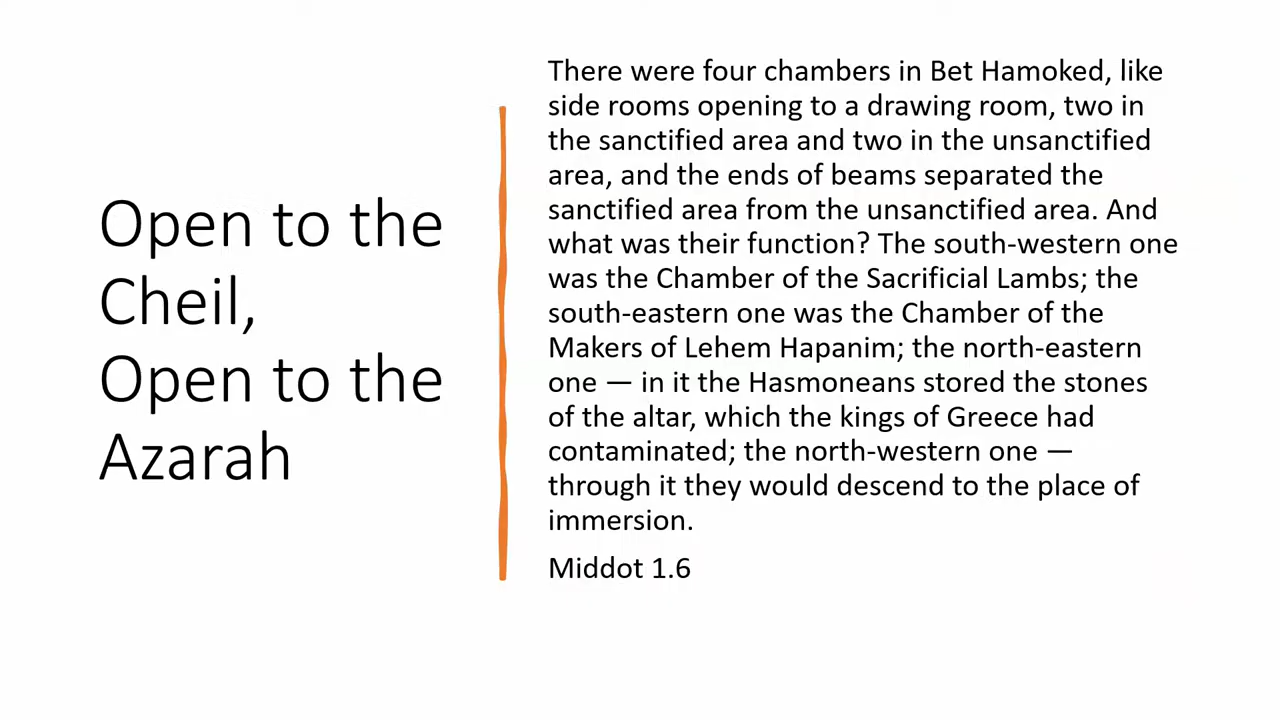 Open to the
Cheil,
Open to the
Azarah
There were four chambers in Bet Hamoked, like
side rooms opening to a drawing room, two in
the sanctified area and two in the unsanctified
area, and the ends of beams separated the
sanctified area from the unsanctified area. And
what was their function? The south-western one
was the Chamber of the Sacrificial Lambs; the
south-eastern one was the Chamber of the
Makers of Lehem Hapanim; the north-eastern
one — in it the Hasmoneans stored the stones
of the altar, which the kings of Greece had
contaminated; the north-western one —
through it they would descend to the place of
immersion.
Middot 1.6